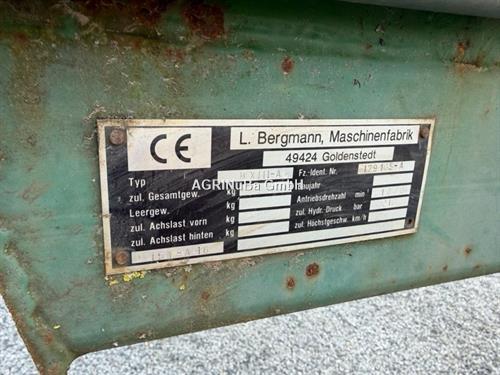 CE
L. Bergmann, Maschinenfabrik
49424 Goldenstedt
Typ Fz.-Ident. Nr.
AGRINUBA GmbH
zul. Gesamtgew. kg Baujahr
Leergew. kg Antriebsdrehzahl min
zul. Achslast vorn kg zul. Hydr.-Druck bar
zul. Achslast hinten kg zul. Höchstgeschw. km/h